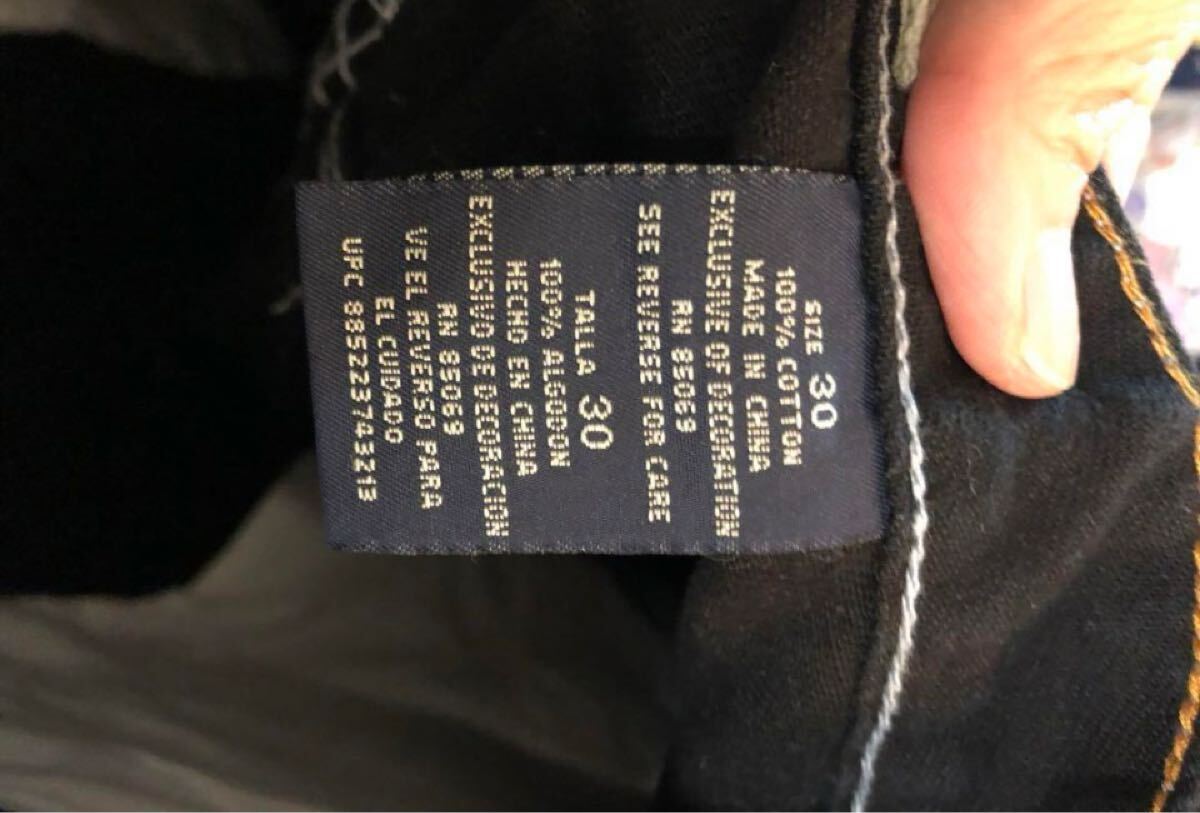 SIZE 30
100% COTTON
MADE IN CHINA
EXCLUSIVE OF DECORATION
RN 85069
SEE REVERSE FOR CARE
TALLA 30
100% ALGODON
HECHO EN CHINA
EXCLUSIVO DE DECORACION
RN 85069
VE EL REVERSO PARA
EL CUIDADO
UPC 885223743213